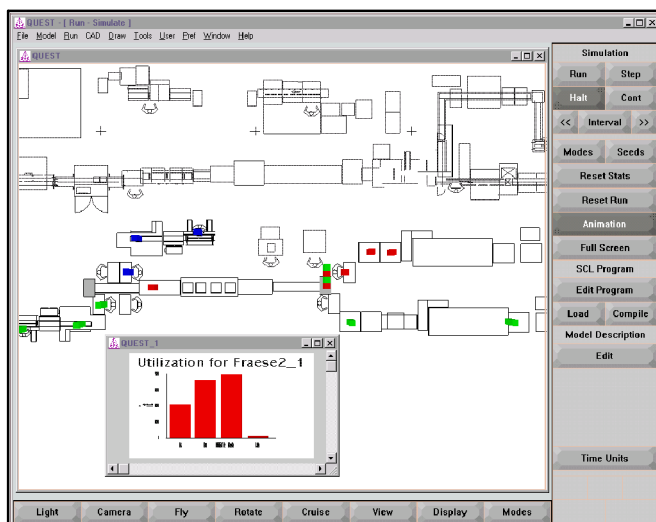 QUEST - [ Run - Simulate ]
File Model Run CAD Draw Tools User Pref Window Help
QUEST
Simulation
Run Step
Halt Cont
<< Interval >>
Modes Seeds
Reset Stats
Reset Run
Animation
Full Screen
SCL Program
Edit Program
Load Compile
Model Description
Edit
Time Units
QUEST_1
Utilization for Fraese2_1
Light Camera Fly Rotate Cruise View Display Modes